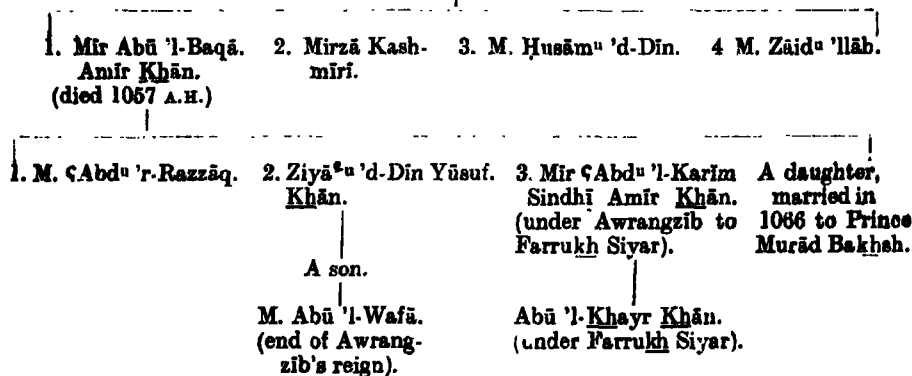 1. Mīr Abū 'l-Baqā. 2. Mirzā Kash- 3. M. Ḥusāmᵘ 'd-Dīn. 4 M. Zāidᵘ 'llāh.
Amīr Khān. mīrī.
(died 1057 A.H.)
1. M. ʿAbdᵘ 'r-Razzāq. 2. Ziyāᵋᵘ 'd-Dīn Yūsuf. 3. Mīr ʿAbdᵘ 'l-Karīm A daughter,
Khān. Sindhī Amīr Khān. married in
(under Awrangzīb to 1066 to Prince
Farrukh Siyar). Murād Bakhsh.
A son.
M. Abū 'l-Wafā. Abū 'l-Khayr Khān.
(end of Awrang- (under Farrukh Siyar).
zīb's reign).